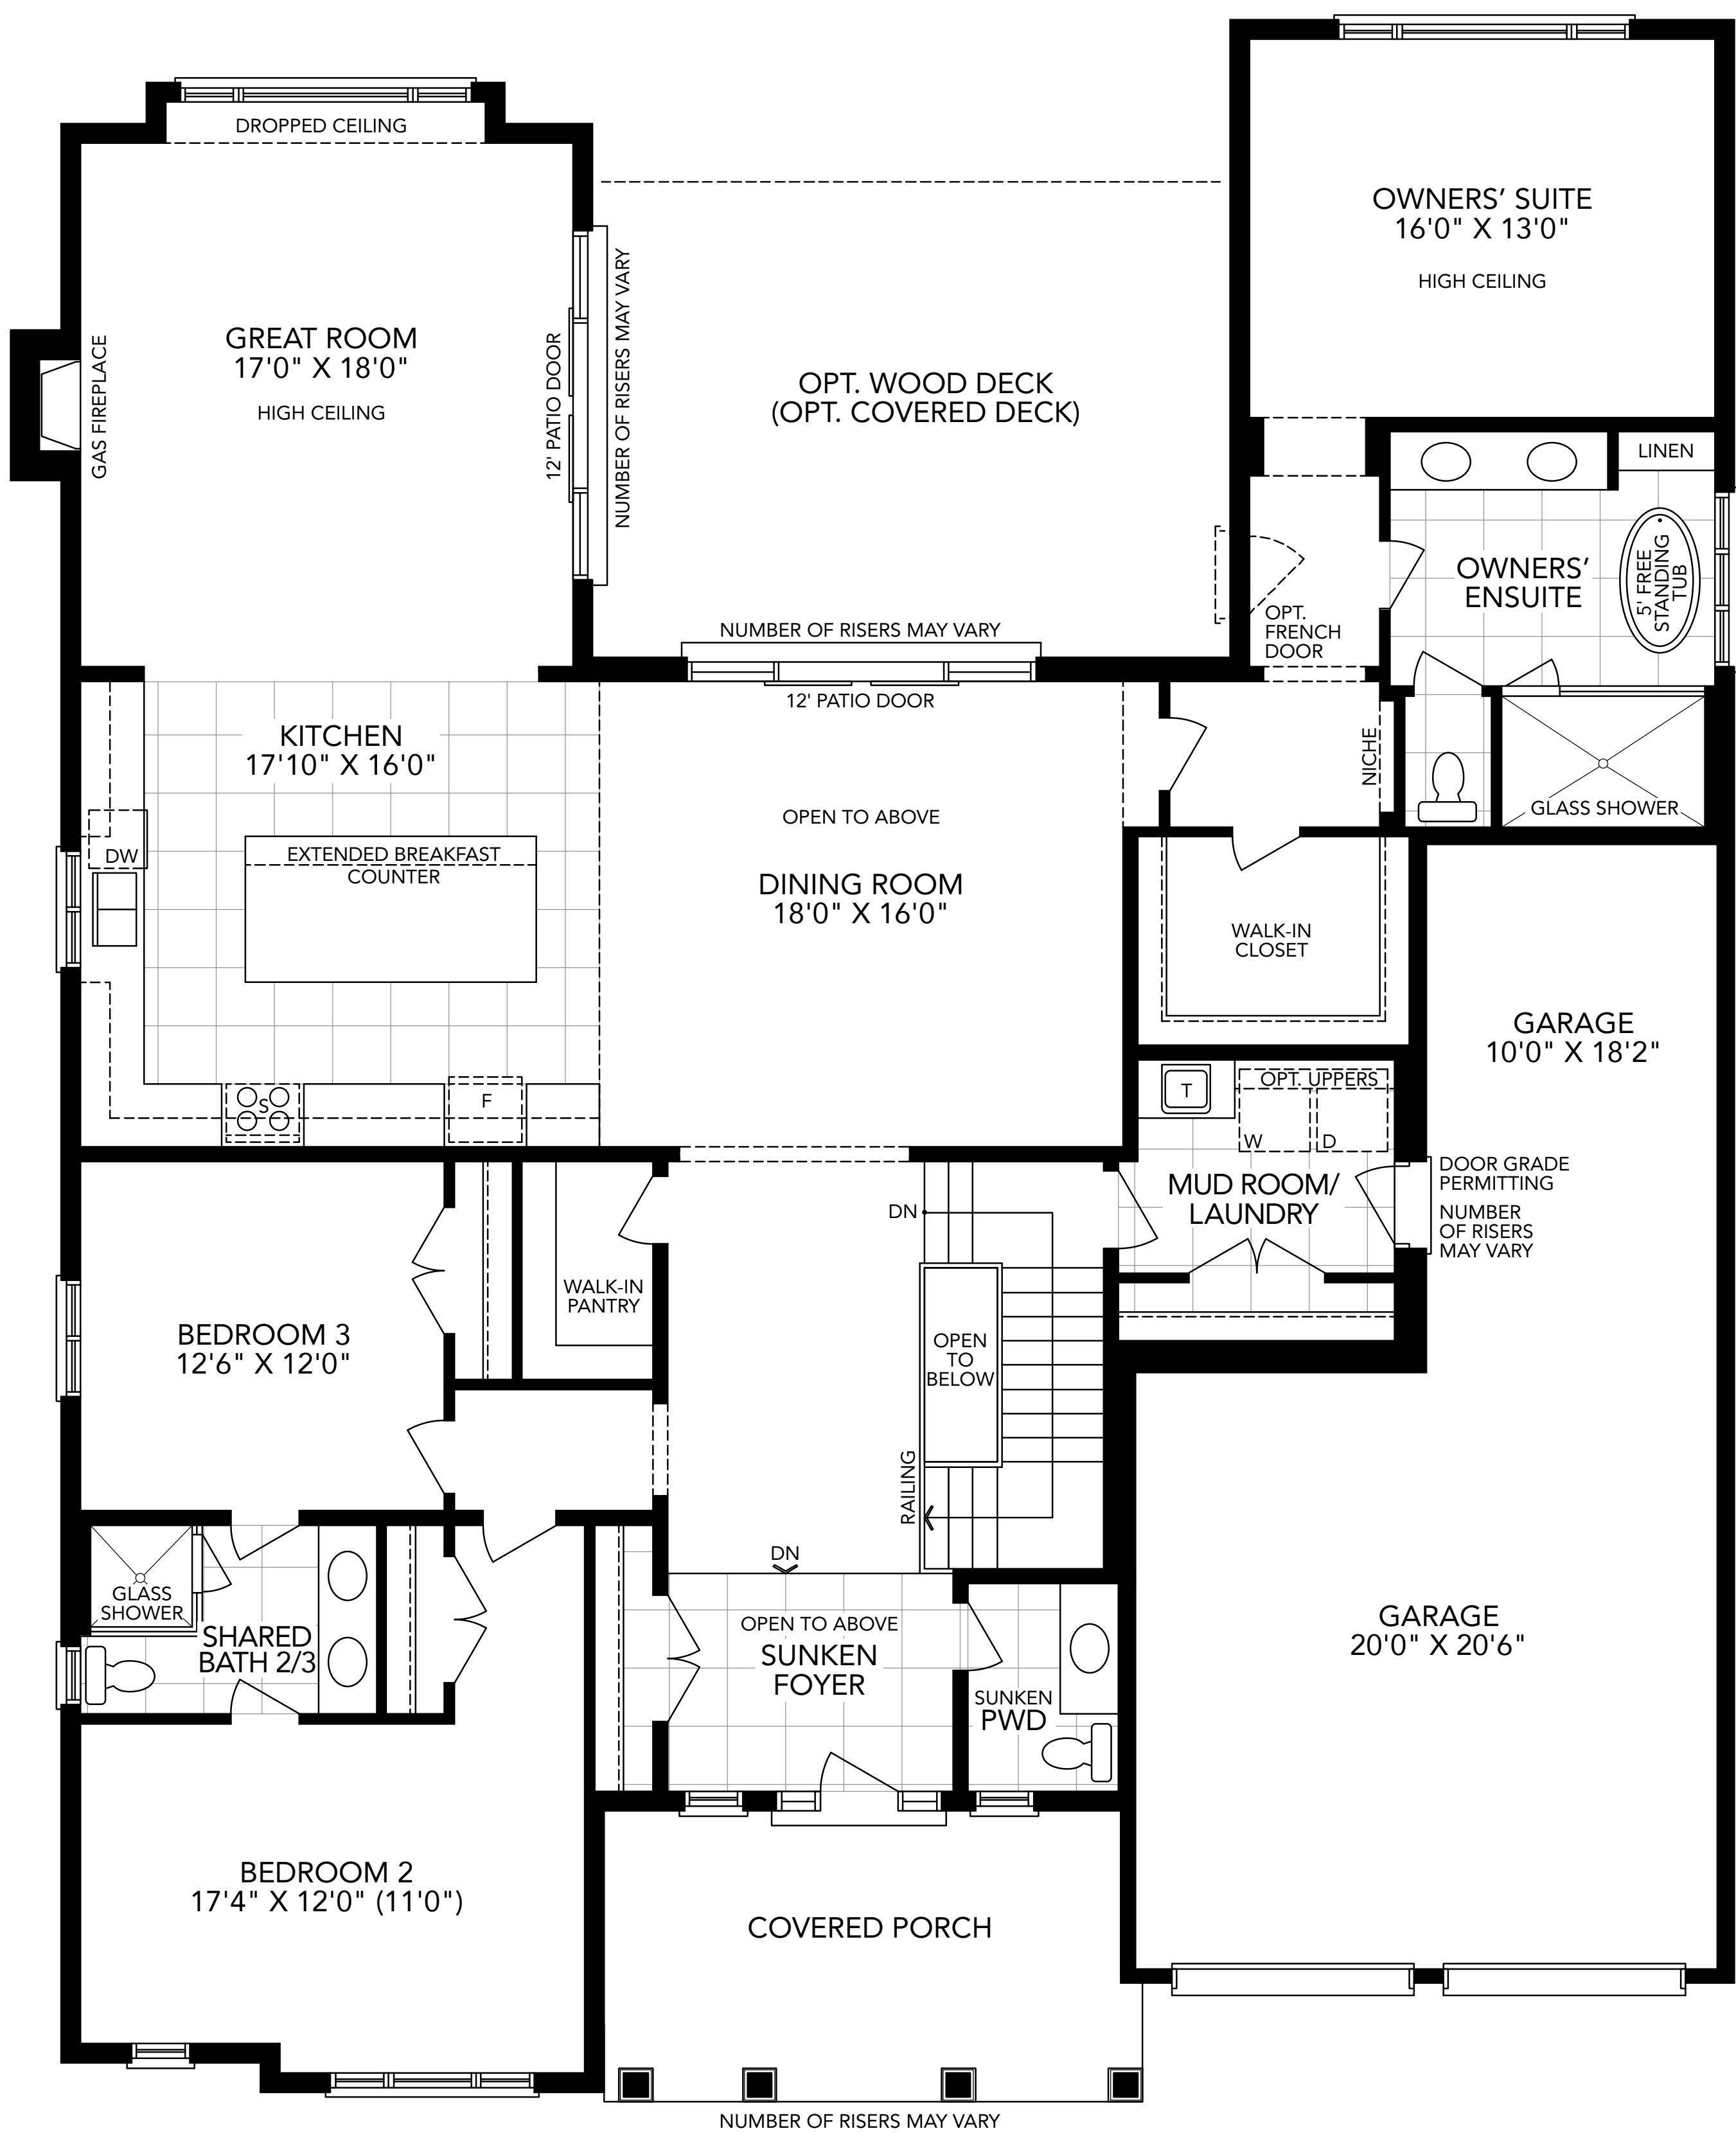 DROPPED CEILING
OWNERS’ SUITE
16'0" X 13'0"
HIGH CEILING
GREAT ROOM
17'0" X 18'0"
HIGH CEILING
GAS FIREPLACE
12' PATIO DOOR
NUMBER OF RISERS MAY VARY
OPT. WOOD DECK
(OPT. COVERED DECK)
LINEN
OWNERS’
ENSUITE
5' FREE
STANDING
TUB
OPT.
FRENCH
DOOR
NUMBER OF RISERS MAY VARY
12' PATIO DOOR
KITCHEN
17'10" X 16'0"
NICHE
GLASS SHOWER
OPEN TO ABOVE
DW
EXTENDED BREAKFAST
COUNTER
DINING ROOM
18'0" X 16'0"
WALK-IN
CLOSET
GARAGE
10'0" X 18'2"
S
F
T
OPT. UPPERS
W
D
DOOR GRADE
PERMITTING
NUMBER
OF RISERS
MAY VARY
MUD ROOM/
LAUNDRY
DN
WALK-IN
PANTRY
BEDROOM 3
12'6" X 12'0"
OPEN
TO
BELOW
RAILING
DN
GLASS
SHOWER
SHARED
BATH 2/3
OPEN TO ABOVE
SUNKEN
FOYER
SUNKEN
PWD
GARAGE
20'0" X 20'6"
BEDROOM 2
17'4" X 12'0" (11'0")
COVERED PORCH
NUMBER OF RISERS MAY VARY